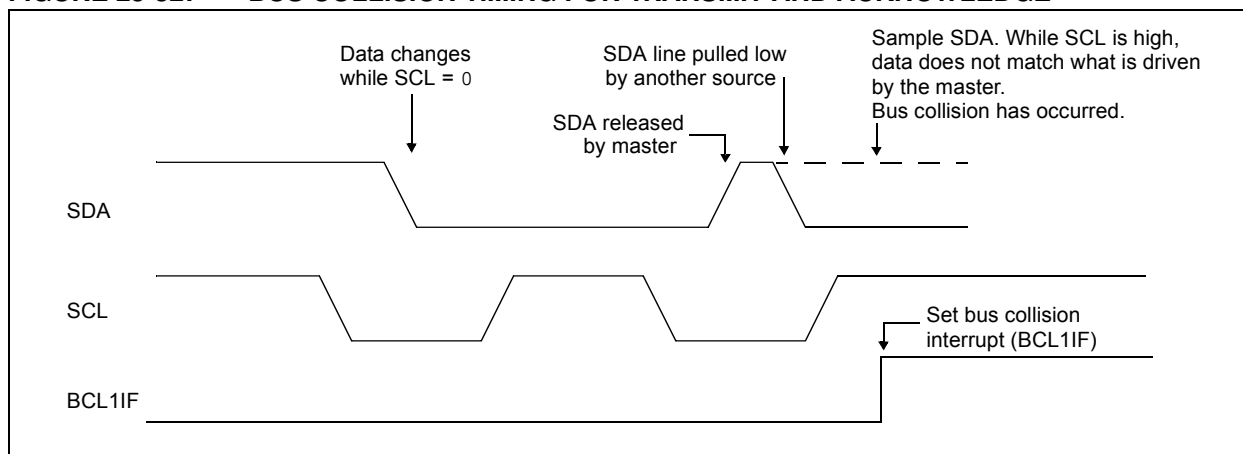 Data changes
while SCL = 0
SDA line pulled low
by another source
Sample SDA. While SCL is high,
data does not match what is driven
by the master.
Bus collision has occurred.
SDA released
by master
SDA
SCL
Set bus collision
interrupt (BCL1IF)
BCL1IF